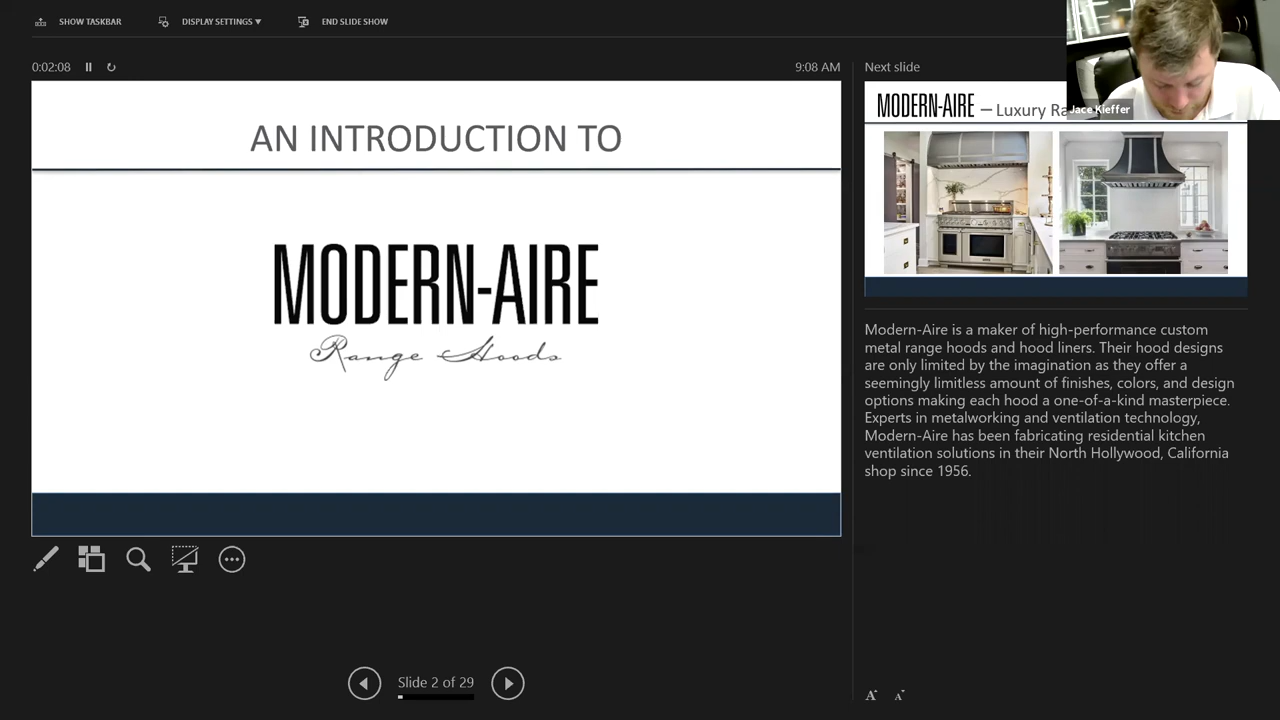 SHOW TASKBAR
DISPLAY SETTINGS
END SLIDE SHOW
0:02:08
9:08 AM
AN INTRODUCTION TO
MODERN-AIRE
Range Hoods
Next slide
MODERN-AIRE — Luxury
Jace Kieffer
Modern-Aire is a maker of high-performance custom
metal range hoods and hood liners. Their hood designs
are only limited by the imagination as they offer a
seemingly limitless amount of finishes, colors, and design
options making each hood a one-of-a-kind masterpiece.
Experts in metalworking and ventilation technology,
Modern-Aire has been fabricating residential kitchen
ventilation solutions in their North Hollywood, California
shop since 1956.
Slide 2 of 29
A A